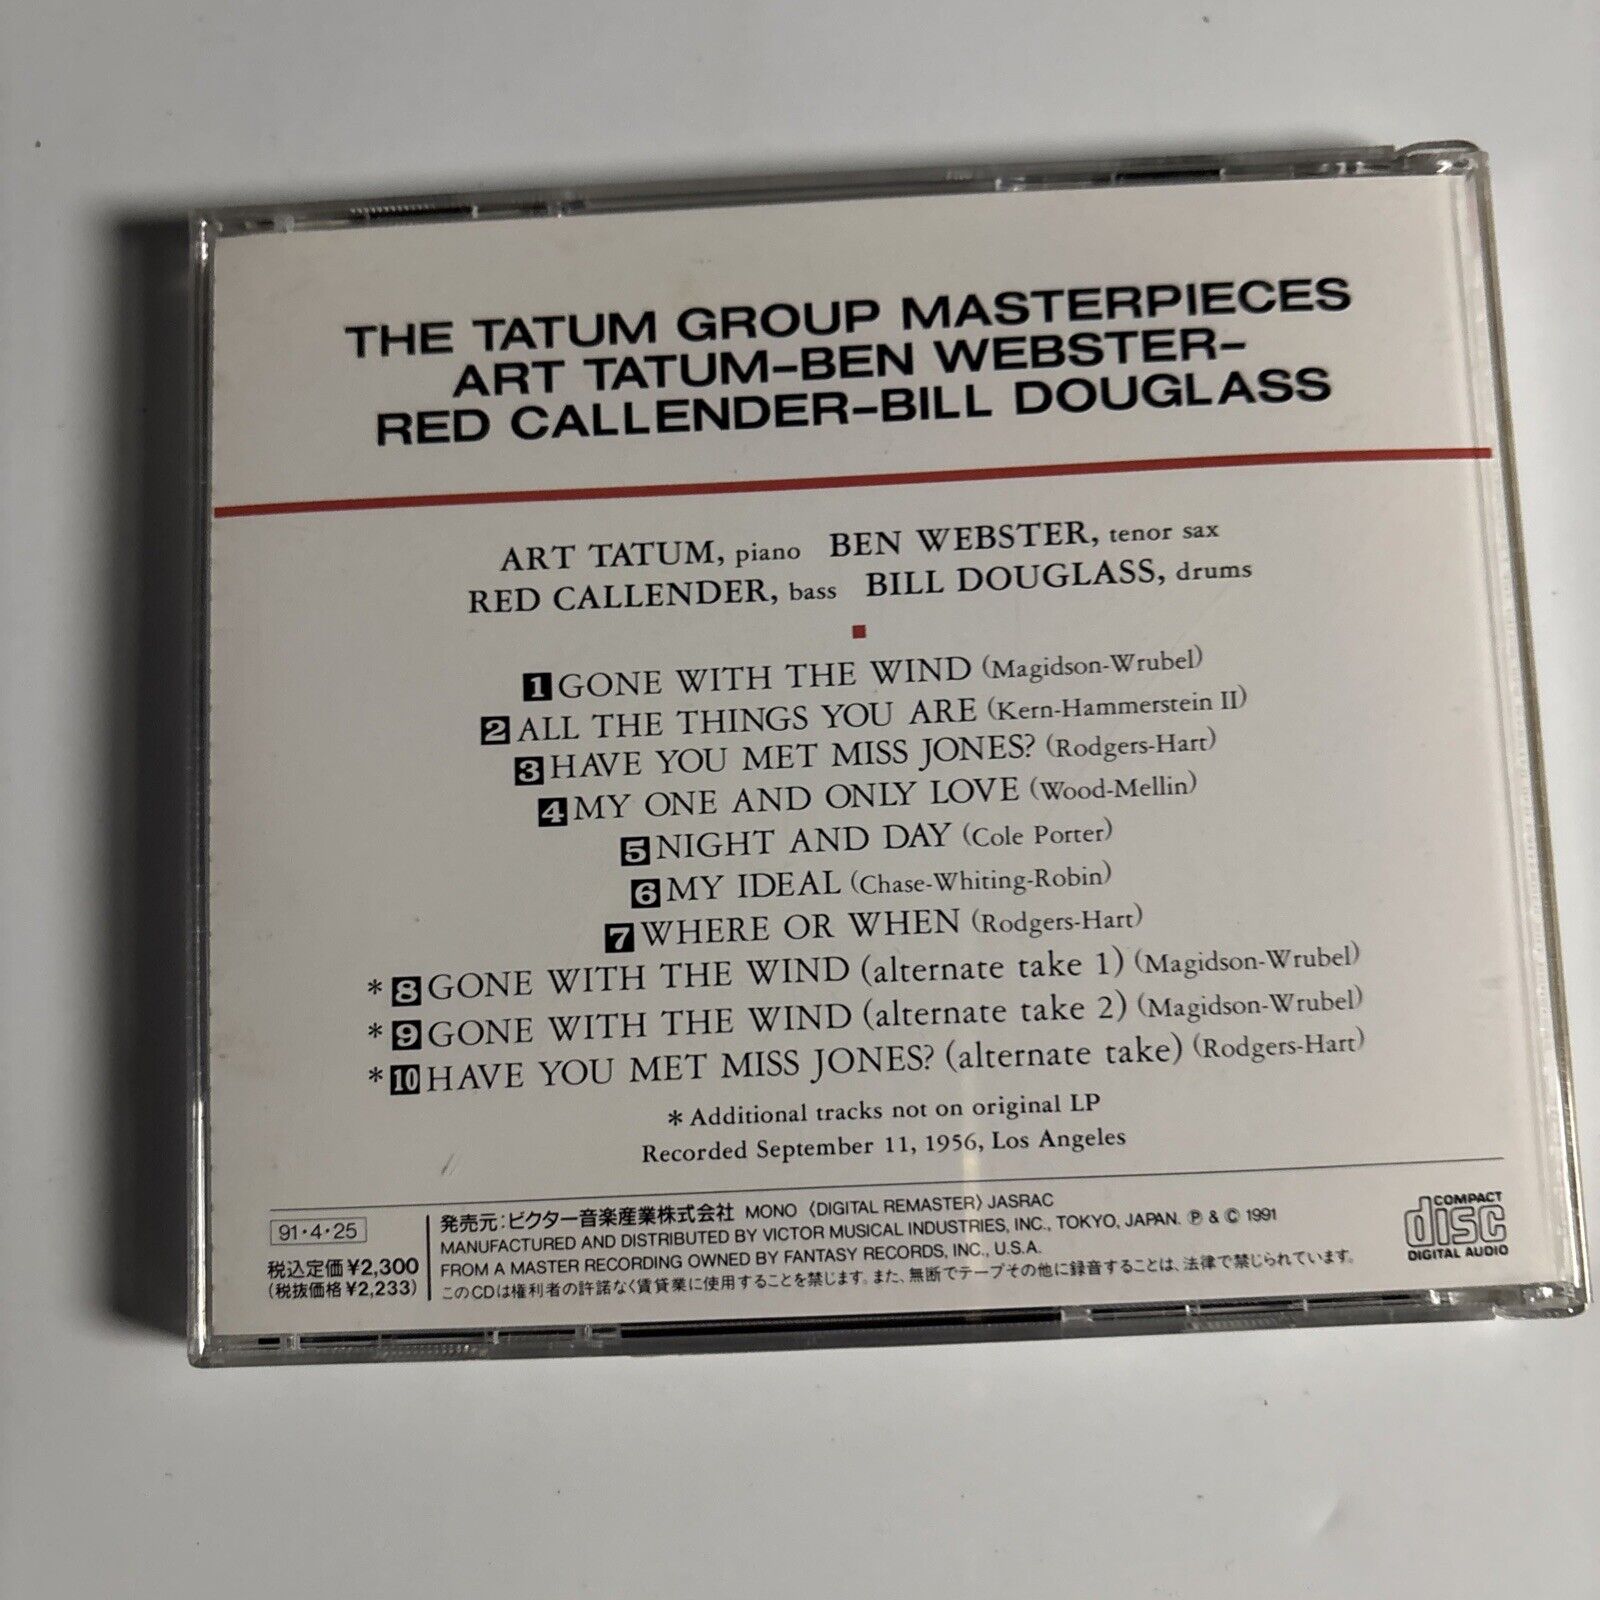 THE TATUM GROUP MASTERPIECES
ART TATUM–BEN WEBSTER–
RED CALLENDER–BILL DOUGLASS
ART TATUM, piano BEN WEBSTER, tenor sax
RED CALLENDER, bass BILL DOUGLASS, drums
1 GONE WITH THE WIND (Magidson-Wrubel)
2 ALL THE THINGS YOU ARE (Kern-Hammerstein II)
3 HAVE YOU MET MISS JONES? (Rodgers-Hart)
4 MY ONE AND ONLY LOVE (Wood-Mellin)
5 NIGHT AND DAY (Cole Porter)
6 MY IDEAL (Chase-Whiting-Robin)
7 WHERE OR WHEN (Rodgers-Hart)
* 8 GONE WITH THE WIND (alternate take 1) (Magidson-Wrubel)
* 9 GONE WITH THE WIND (alternate take 2) (Magidson-Wrubel)
* 10 HAVE YOU MET MISS JONES? (alternate take) (Rodgers-Hart)
* Additional tracks not on original LP
Recorded September 11, 1956, Los Angeles
91・4・25
税込定価¥2,300
(税抜価格¥2,233)
発売元:ビクター音楽産業株式会社 MONO 〈DIGITAL REMASTER〉 JASRAC
MANUFACTURED AND DISTRIBUTED BY VICTOR MUSICAL INDUSTRIES, INC., TOKYO, JAPAN. Ⓟ & © 1991
FROM A MASTER RECORDING OWNED BY FANTASY RECORDS, INC., U.S.A.
このCDは権利者の許諾なく賃貸業に使用することを禁じます。また、無断でテープその他に録音することは、法律で禁じられています。
COMPACT
disc
DIGITAL AUDIO